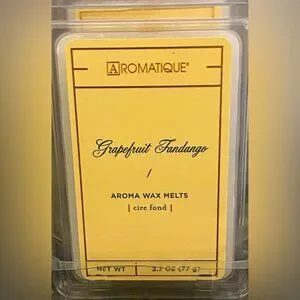 AROMATIQUE®
Grapefruit Fandango
/
AROMA WAX MELTS
| cire fond |
NET WT 2.7 OZ (77 g)